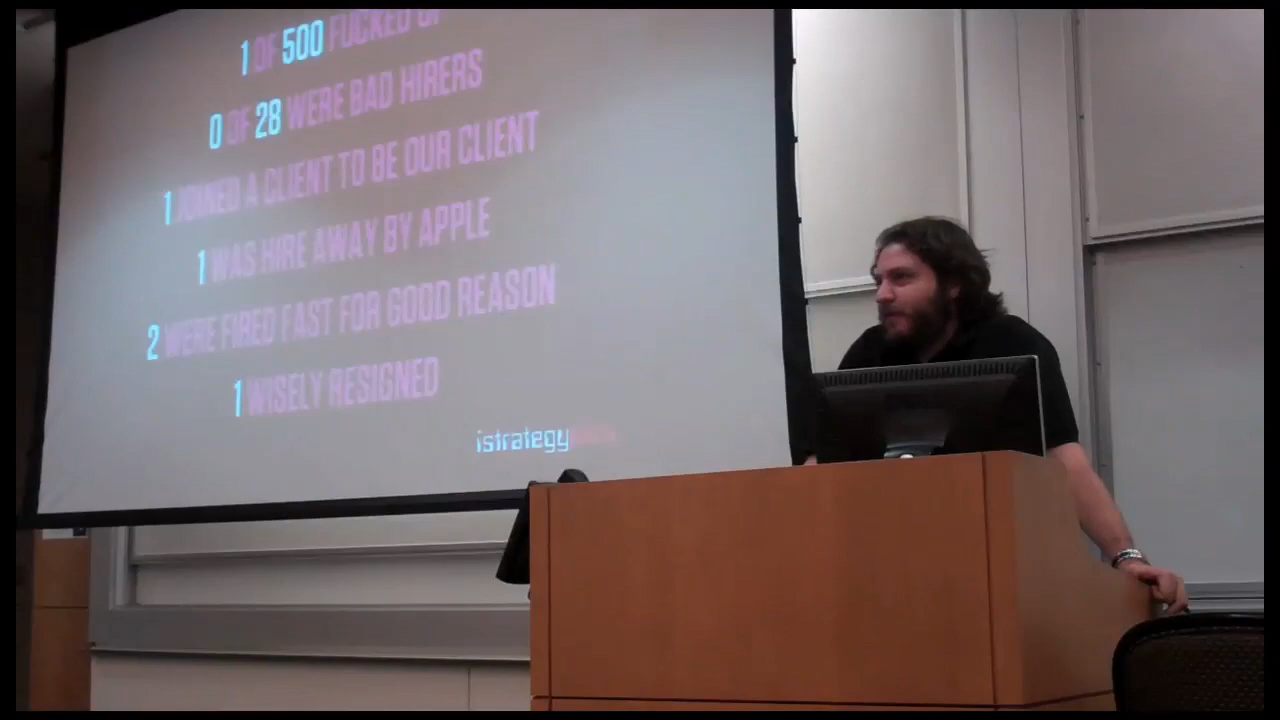 1 OF 500 FUCKED UP
0 OF 28 WERE BAD HIRERS
1 JOINED A CLIENT TO BE OUR CLIENT
1 WAS HIRE AWAY BY APPLE
2 WERE FIRED FAST FOR GOOD REASON
1 WISELY RESIGNED
istrategy